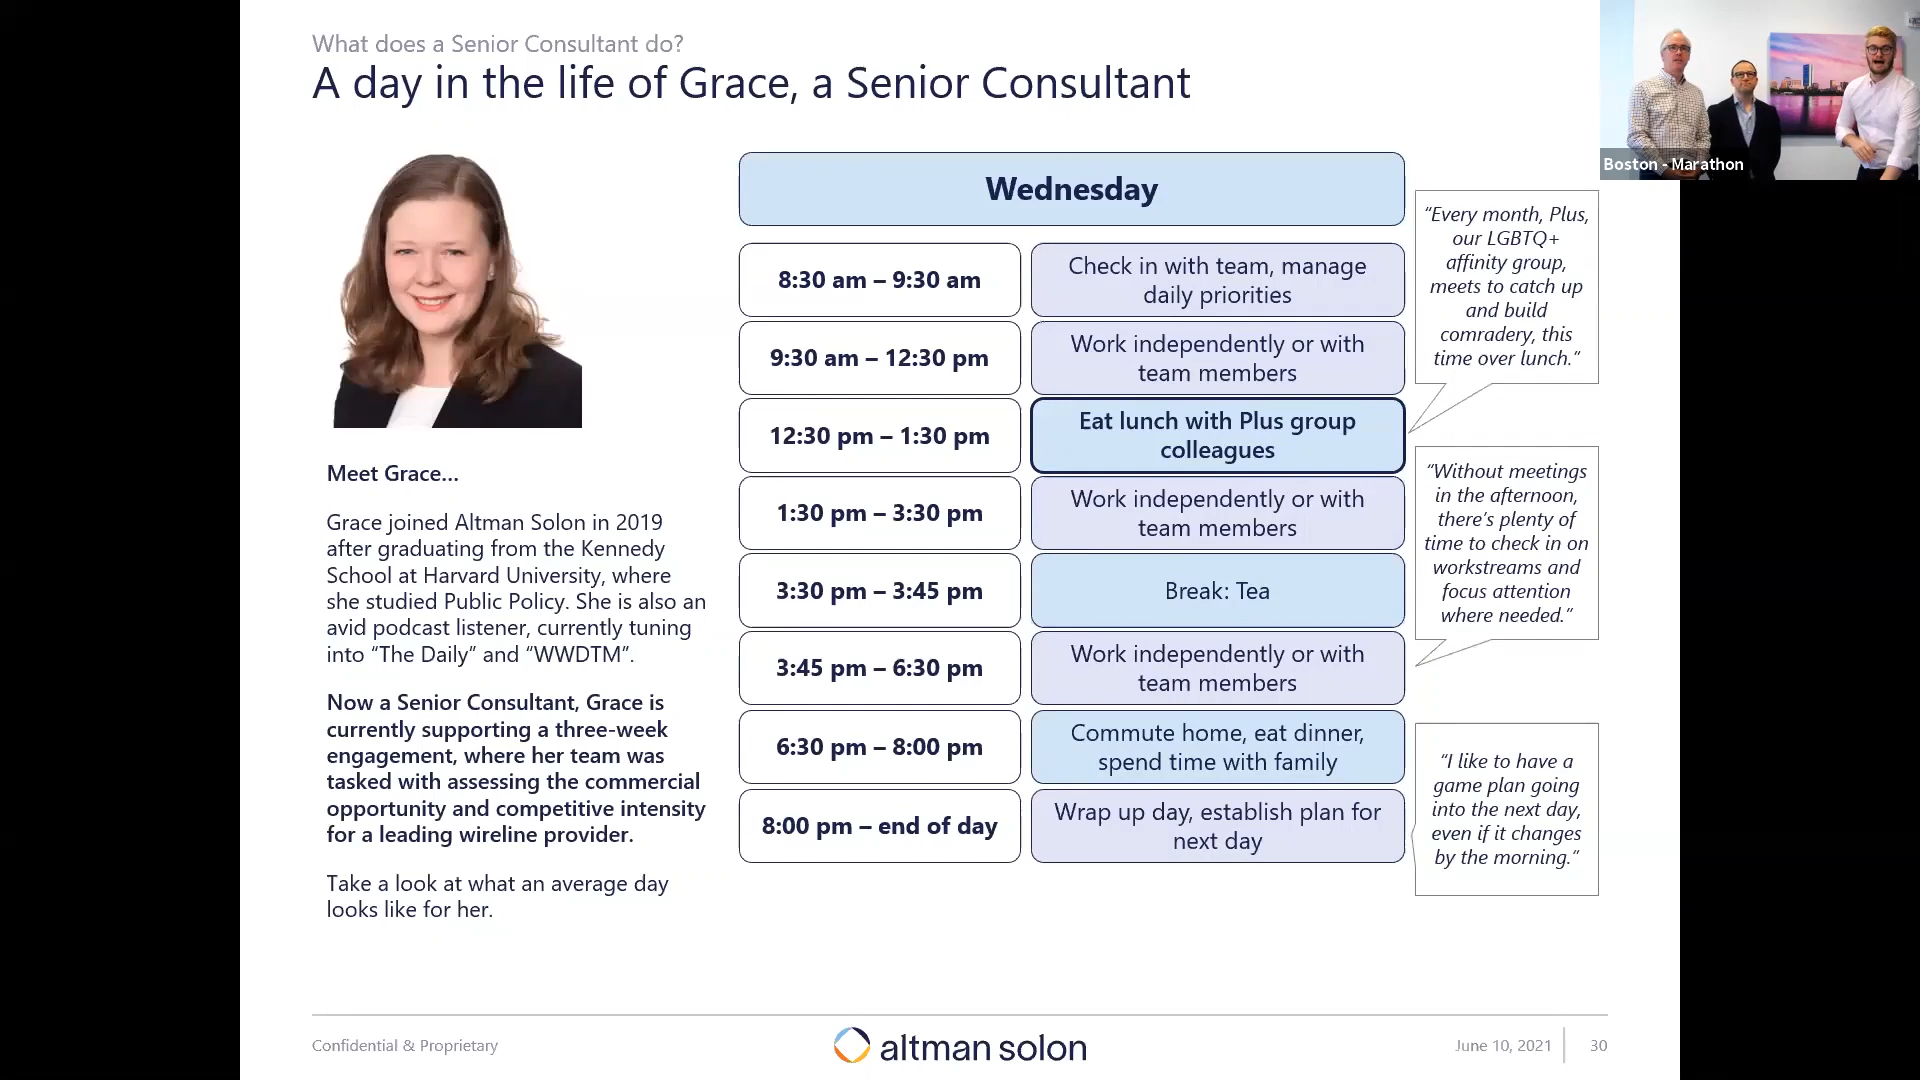 What does a Senior Consultant do?
A day in the life of Grace, a Senior Consultant
Boston - Marathon
Meet Grace...
Grace joined Altman Solon in 2019
after graduating from the Kennedy
School at Harvard University, where
she studied Public Policy. She is also an
avid podcast listener, currently tuning
into “The Daily” and “WWDTM”.
Now a Senior Consultant, Grace is
currently supporting a three-week
engagement, where her team was
tasked with assessing the commercial
opportunity and competitive intensity
for a leading wireline provider.
Take a look at what an average day
looks like for her.
Wednesday
8:30 am – 9:30 am
Check in with team, manage
daily priorities
9:30 am – 12:30 pm
Work independently or with
team members
12:30 pm – 1:30 pm
Eat lunch with Plus group
colleagues
1:30 pm – 3:30 pm
Work independently or with
team members
3:30 pm – 3:45 pm
Break: Tea
3:45 pm – 6:30 pm
Work independently or with
team members
6:30 pm – 8:00 pm
Commute home, eat dinner,
spend time with family
8:00 pm – end of day
Wrap up day, establish plan for
next day
“Every month, Plus,
our LGBTQ+
affinity group,
meets to catch up
and build
comradery, this
time over lunch.”
“Without meetings
in the afternoon,
there’s plenty of
time to check in on
workstreams and
focus attention
where needed.”
“I like to have a
game plan going
into the next day,
even if it changes
by the morning.”
Confidential & Proprietary
altman solon
June 10, 2021
30